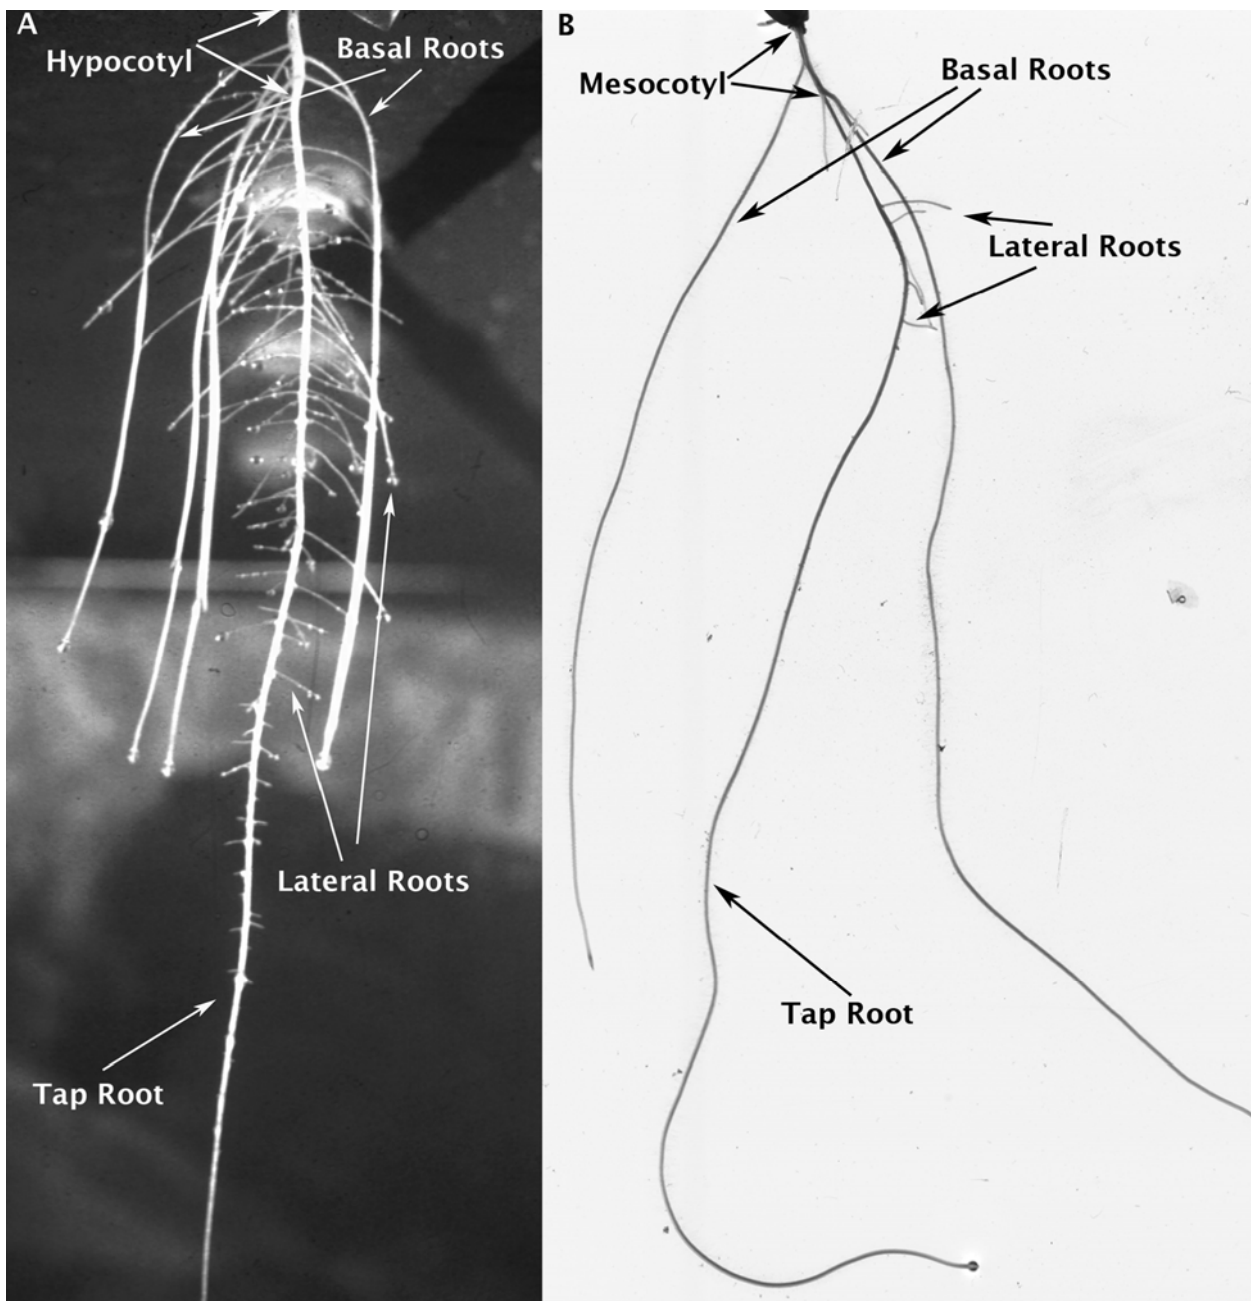 A
Hypocotyl
Basal Roots
Lateral Roots
Tap Root
B
Mesocotyl
Basal Roots
Lateral Roots
Tap Root